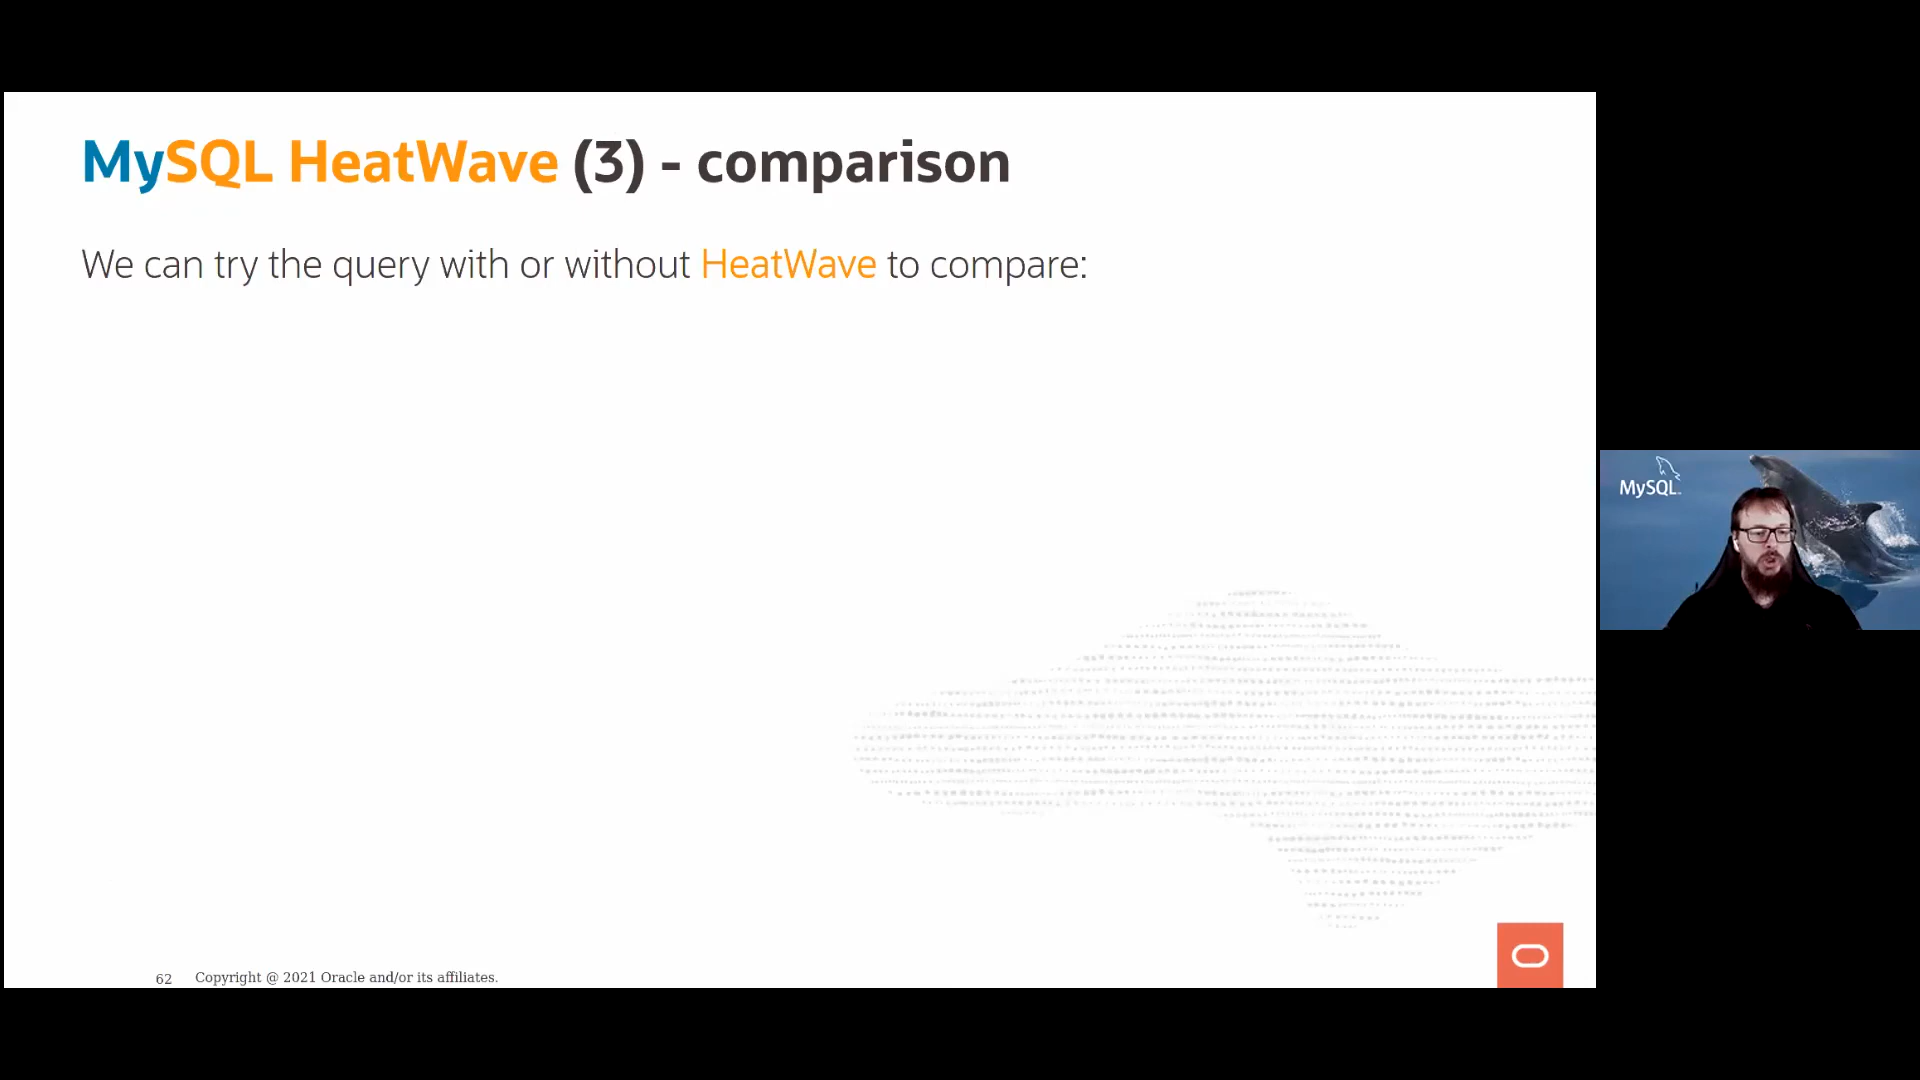 MySQL HeatWave (3) - comparison
We can try the query with or without HeatWave to compare:
MySQL
62 Copyright @ 2021 Oracle and/or its affiliates.